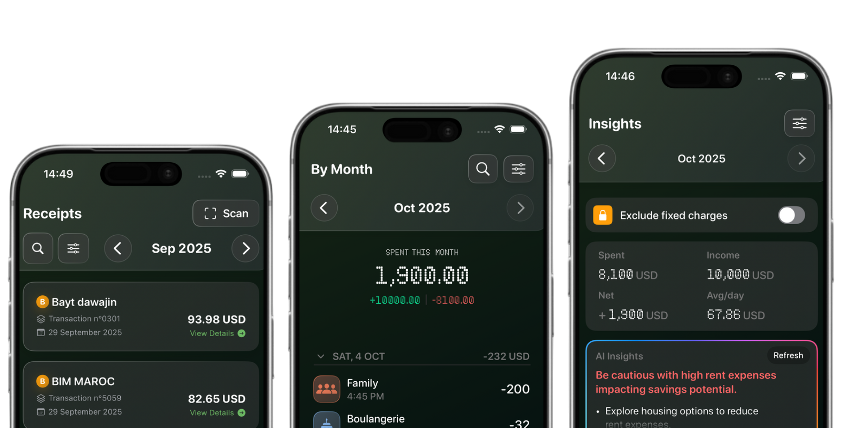 14:49
Receipts
Scan
Sep 2025
B Bayt dawajin
Transaction n°0301
93.98 USD
29 September 2025
View Details
B BIM MAROC
Transaction n°5059
82.65 USD
29 September 2025
View Details
14:45
By Month
Oct 2025
SPENT THIS MONTH
1,900.00
+10000.00 | -8100.00
SAT, 4 OCT -232 USD
Family
4:45 PM
-200
Boulangerie
-32
14:46
Insights
Oct 2025
Exclude fixed charges
Spent Income
8,100 USD 10,000 USD
Net Avg/day
+1,900 USD 67.86 USD
AI Insights Refresh
Be cautious with high rent expenses
impacting savings potential.
• Explore housing options to reduce
rent expenses.